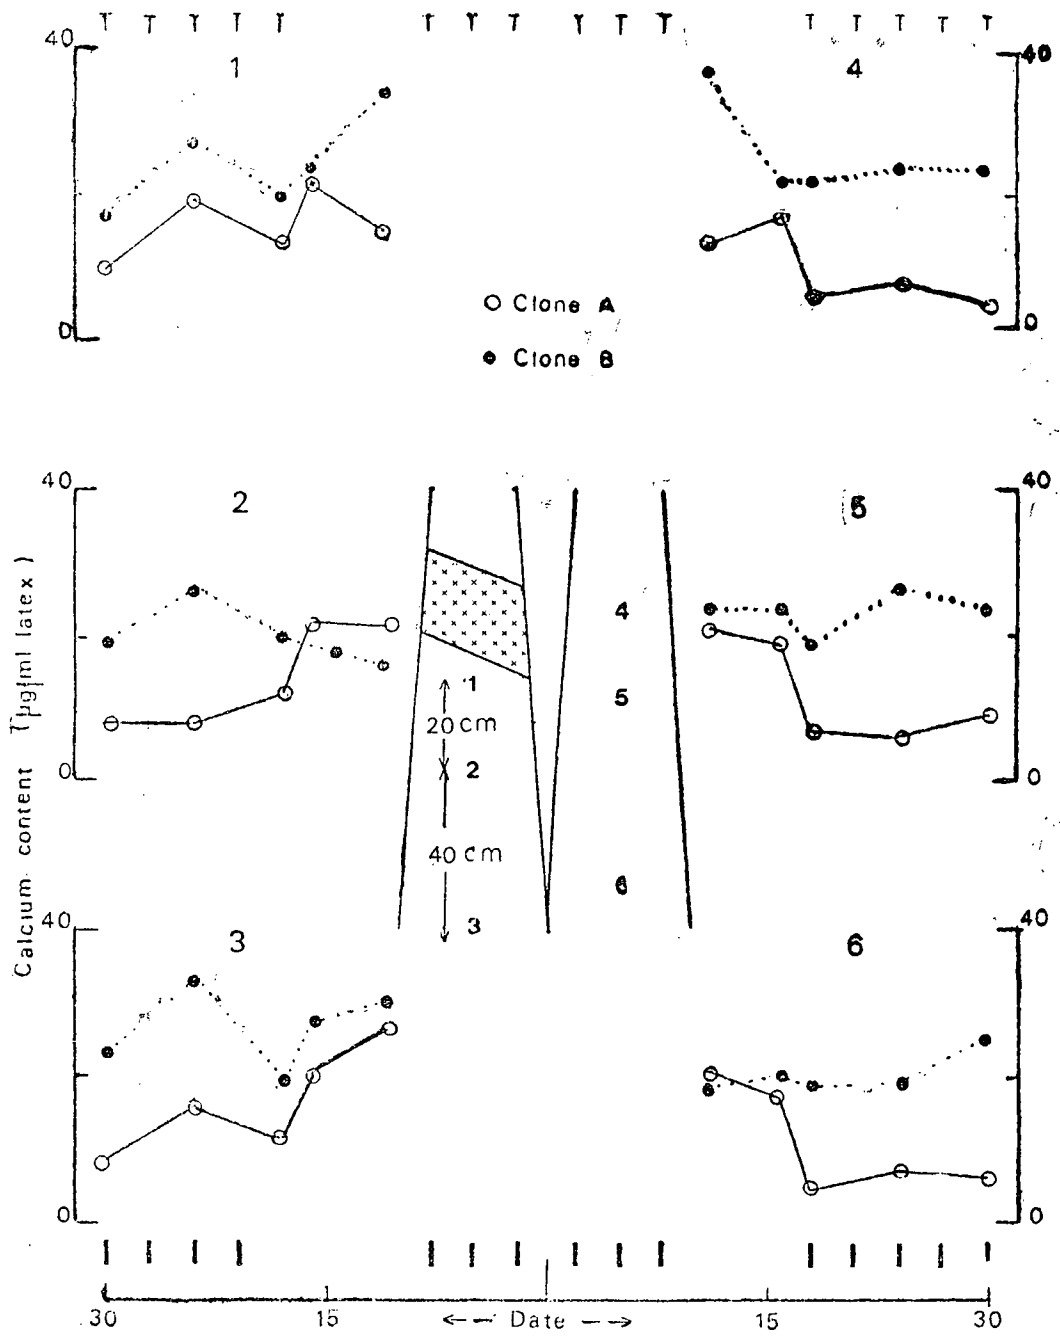 T T T T T T T T T T T T T T T T
40 1 4 40
0 0
Clone A
Clone B
40 2 5 40
4
1
5
20 cm
0 2 0
40 cm
6
40 3 40
3 6
0 0
Calcium content (µg/ml latex)
30 15 <-- Date --> 15 30